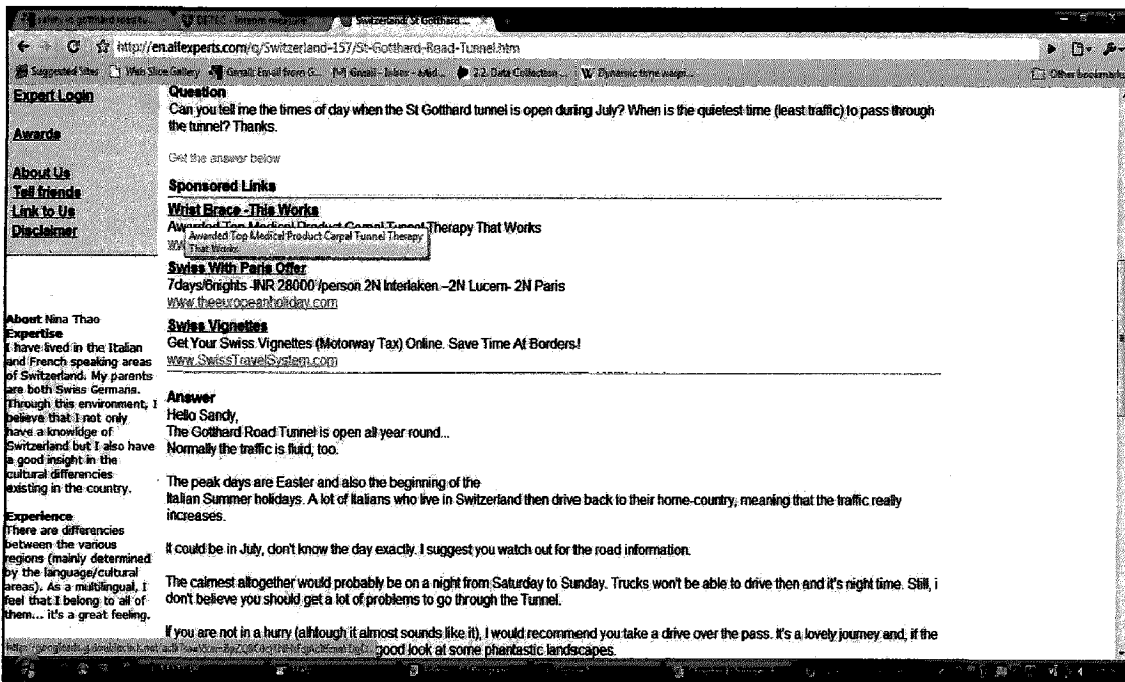 Switzerland: St Gotthard ...
http://en.allexperts.com/q/Switzerland-157/St-Gotthard-Road-Tunnel.htm
Suggested Sites Web Slice Gallery Gmail: Email from G... Gmail - Inbox - 2.2. Data Collection ... Dynamic time warpi... Other bookmarks
Expert Login
Awards
About Us
Tell friends
Link to Us
Disclaimer
About Nina Thao
Expertise
I have lived in the Italian
and French speaking areas
of Switzerland. My parents
are both Swiss Germans.
Through this environment, I
believe that I not only
have a knowldge of
Switzerland but I also have
a good insight in the
cultural differencies
existing in the country.
Experience
There are differencies
between the various
regions (mainly determined
by the language/cultural
areas). As a multilingual, I
feel that I belong to all of
them... it's a great feeling.
Question
Can you tell me the times of day when the St Gotthard tunnel is open during July? When is the quietest time (least traffic) to pass through
the tunnel? Thanks.
Get the answer below
Sponsored Links
Wrist Brace -This Works
Awarded Top Medical Product Carpal Tunnel Therapy That Works
Awarded Top Medical Product Carpal Tunnel Therapy
That Works
Swiss With Paris Offer
7days/6nights -INR 28000 /person 2N Interlaken -2N Lucern- 2N Paris
www.theeuropeanholiday.com
Swiss Vignettes
Get Your Swiss Vignettes (Motorway Tax) Online. Save Time At Borders!
www.SwissTravelSystem.com
Answer
Hello Sandy,
The Gotthard Road Tunnel is open all year round...
Normally the traffic is fluid, too.
The peak days are Easter and also the beginning of the
Italian Summer holidays. A lot of Italians who live in Switzerland then drive back to their home-country, meaning that the traffic really
increases.
It could be in July, don't know the day exactly. I suggest you watch out for the road information.
The calmest altogether would probably be on a night from Saturday to Sunday. Trucks won't be able to drive then and it's night time. Still, i
don't believe you should get a lot of problems to go through the Tunnel.
If you are not in a hurry (alhtough it almost sounds like it), I would recommend you take a drive over the pass. It's a lovely journey and, if the
good look at some phantastic landscapes.